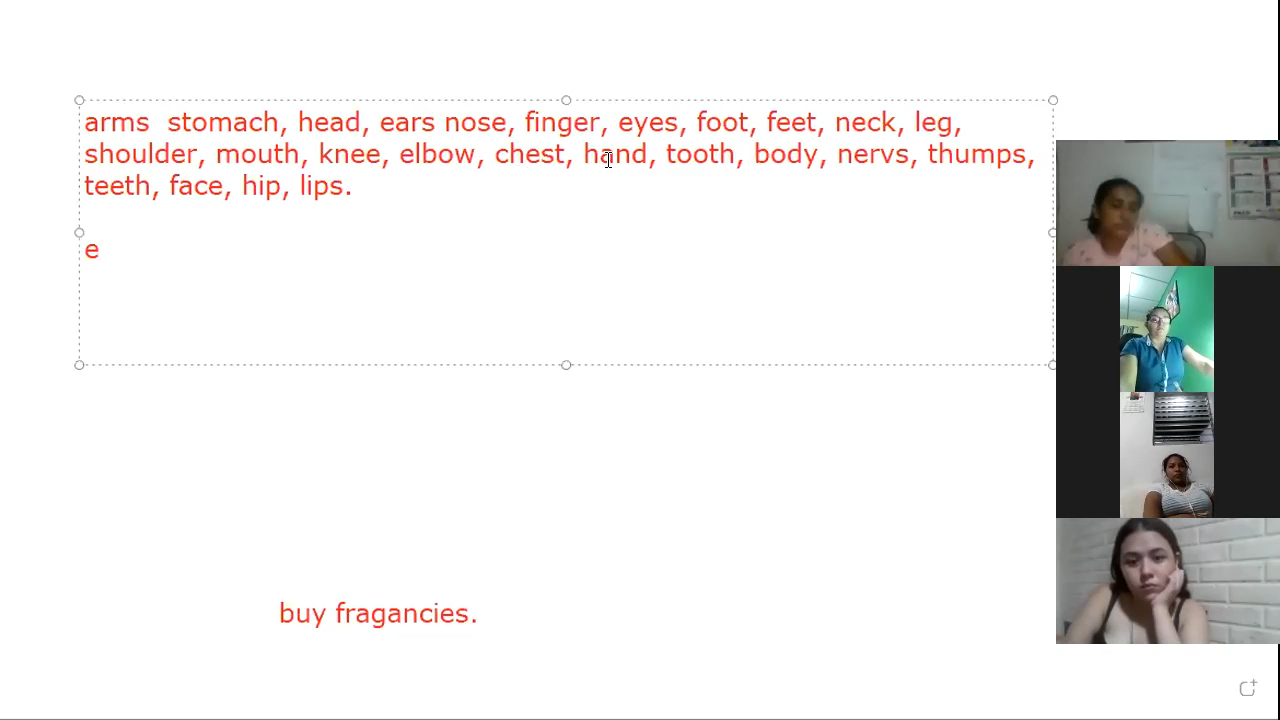 arms  stomach, head, ears nose, finger, eyes, foot, feet, neck, leg,
shoulder, mouth, knee, elbow, chest, hand, tooth, body, nervs, thumps,
teeth, face, hip, lips.
e
buy fragancies.